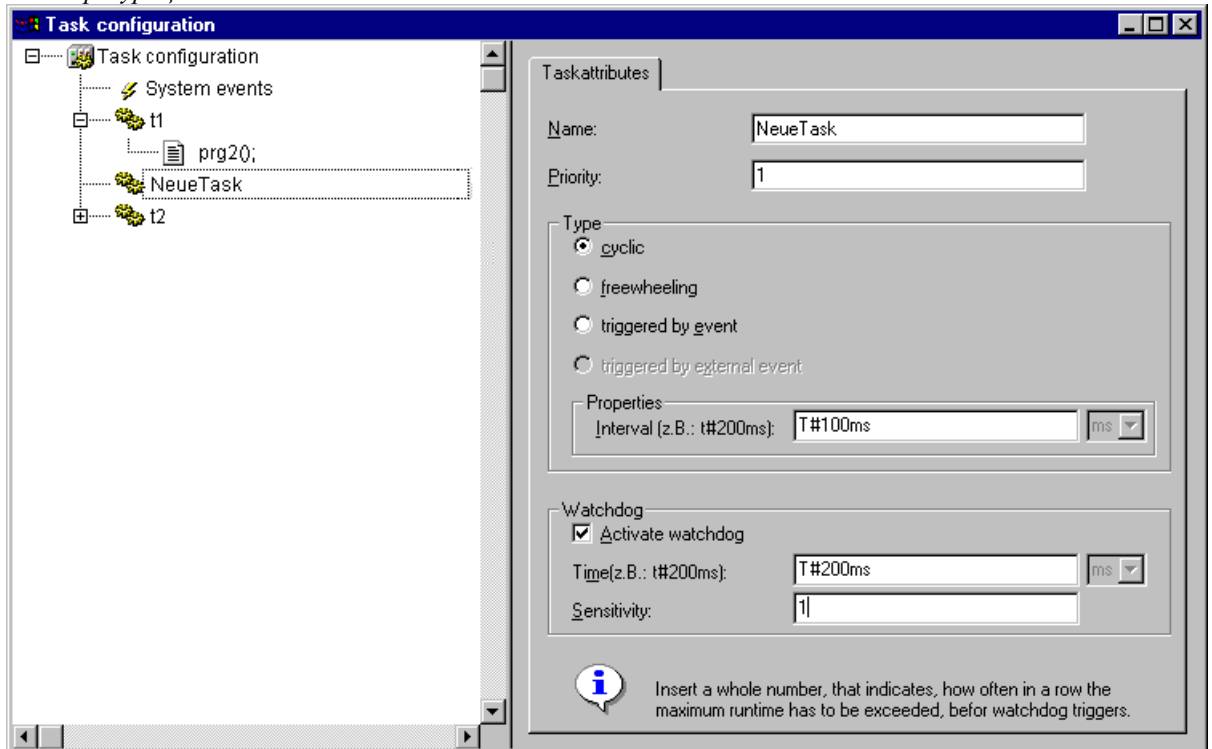 Task configuration
Task configuration
System events
t1
prg2();
NeueTask
t2
Taskattributes
Name: NeueTask
Priority: 1
Type
cyclic
freewheeling
triggered by event
triggered by external event
Properties
Interval (z.B.: t#200ms): T#100ms ms
Watchdog
Activate watchdog
Time(z.B.: t#200ms): T#200ms ms
Sensitivity: 1
Insert a whole number, that indicates, how often in a row the
maximum runtime has to be exceeded, befor watchdog triggers.